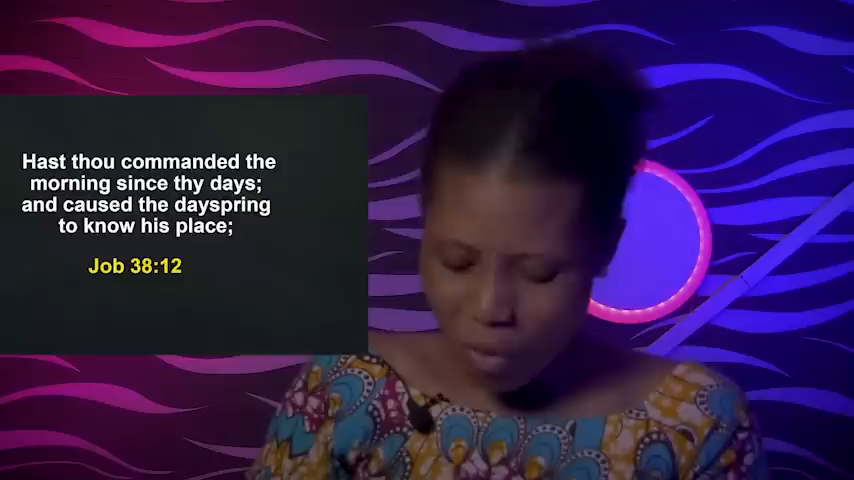 Hast thou commanded the
morning since thy days;
and caused the dayspring
to know his place;
Job 38:12